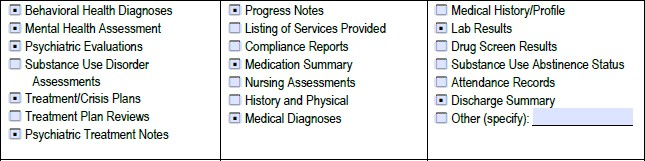 Behavioral Health Diagnoses
Mental Health Assessment
Psychiatric Evaluations
Substance Use Disorder
Assessments
Treatment/Crisis Plans
Treatment Plan Reviews
Psychiatric Treatment Notes
Progress Notes
Listing of Services Provided
Compliance Reports
Medication Summary
Nursing Assessments
History and Physical
Medical Diagnoses
Medical History/Profile
Lab Results
Drug Screen Results
Substance Use Abstinence Status
Attendance Records
Discharge Summary
Other (specify):